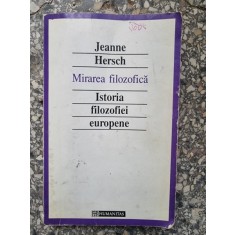 Jeanne
Hersch
Mirarea filozofică
Istoria
filozofiei
europene
HUMANITAS